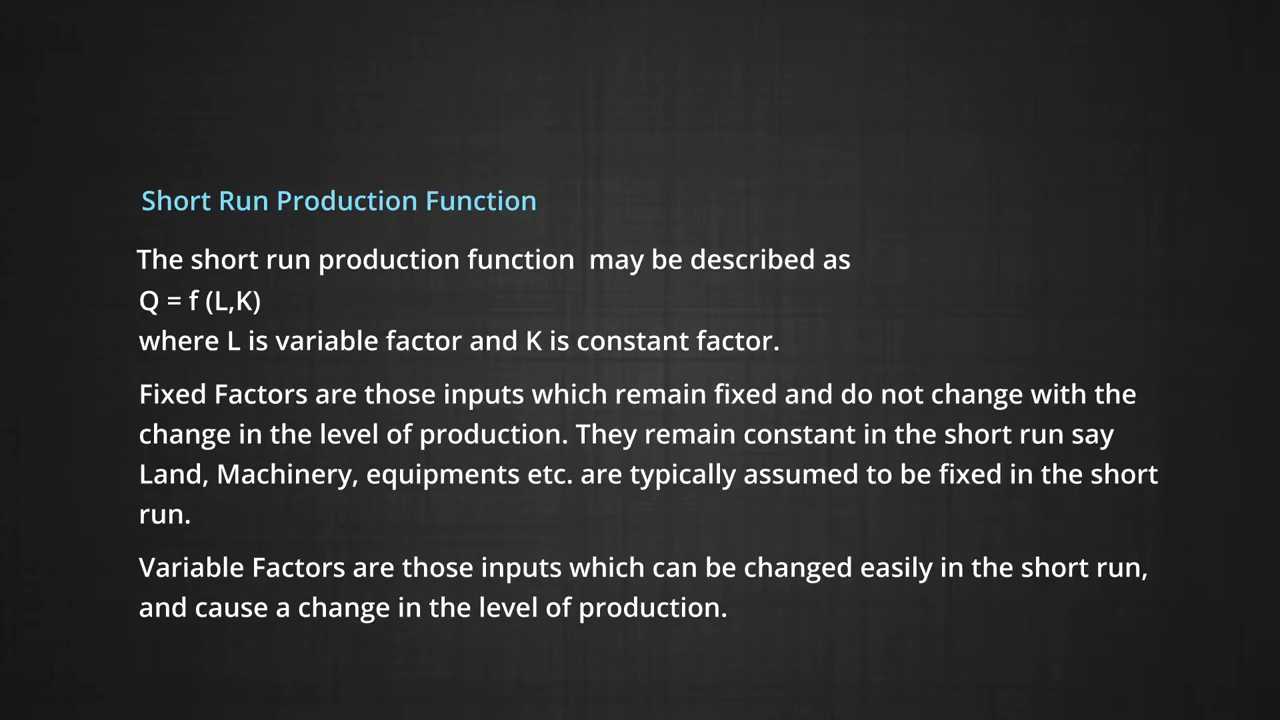 Short Run Production Function
The short run production function  may be described as
Q = f (L,K)
where L is variable factor and K is constant factor.
Fixed Factors are those inputs which remain fixed and do not change with the
change in the level of production. They remain constant in the short run say
Land, Machinery, equipments etc. are typically assumed to be fixed in the short
run.
Variable Factors are those inputs which can be changed easily in the short run,
and cause a change in the level of production.